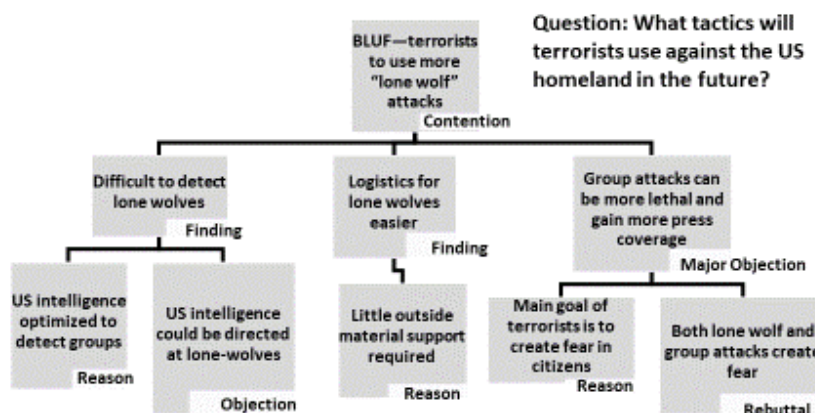 Question: What tactics will
terrorists use against the US
homeland in the future?
BLUF—terrorists
to use more
"lone wolf"
attacks
Contention
Difficult to detect
lone wolves
Finding
Logistics for
lone wolves
easier
Finding
Group attacks can
be more lethal and
gain more press
coverage
Major Objection
US intelligence
optimized to
detect groups
Reason
US intelligence
could be directed
at lone-wolves
Objection
Little outside
material support
required
Reason
Main goal of
terrorists is to
create fear in
citizens
Reason
Both lone wolf and
group attacks create
fear
Rebuttal